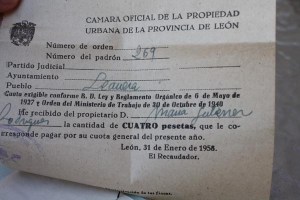 CAMARA OFICIAL DE LA PROPIEDAD
URBANA DE LA PROVINCIA DE LEÓN
Número de orden
Número del padrón 269
Partido Judicial
Ayuntamiento
Pueblo
Cuota exigible conforme R. D. Ley y Reglamento Orgánico de 6 de mayo de
1927 y Orden del Ministerio de Trabajo de 30 de octubre de 1940
He recibido del propietario D. Maria Gutierrez
Rodriguez la cantidad de CUATRO pesetas, que le co-
rresponde pagar por su cuota general del presente año.
León, 31 de Enero de 1958.
El Recaudador.